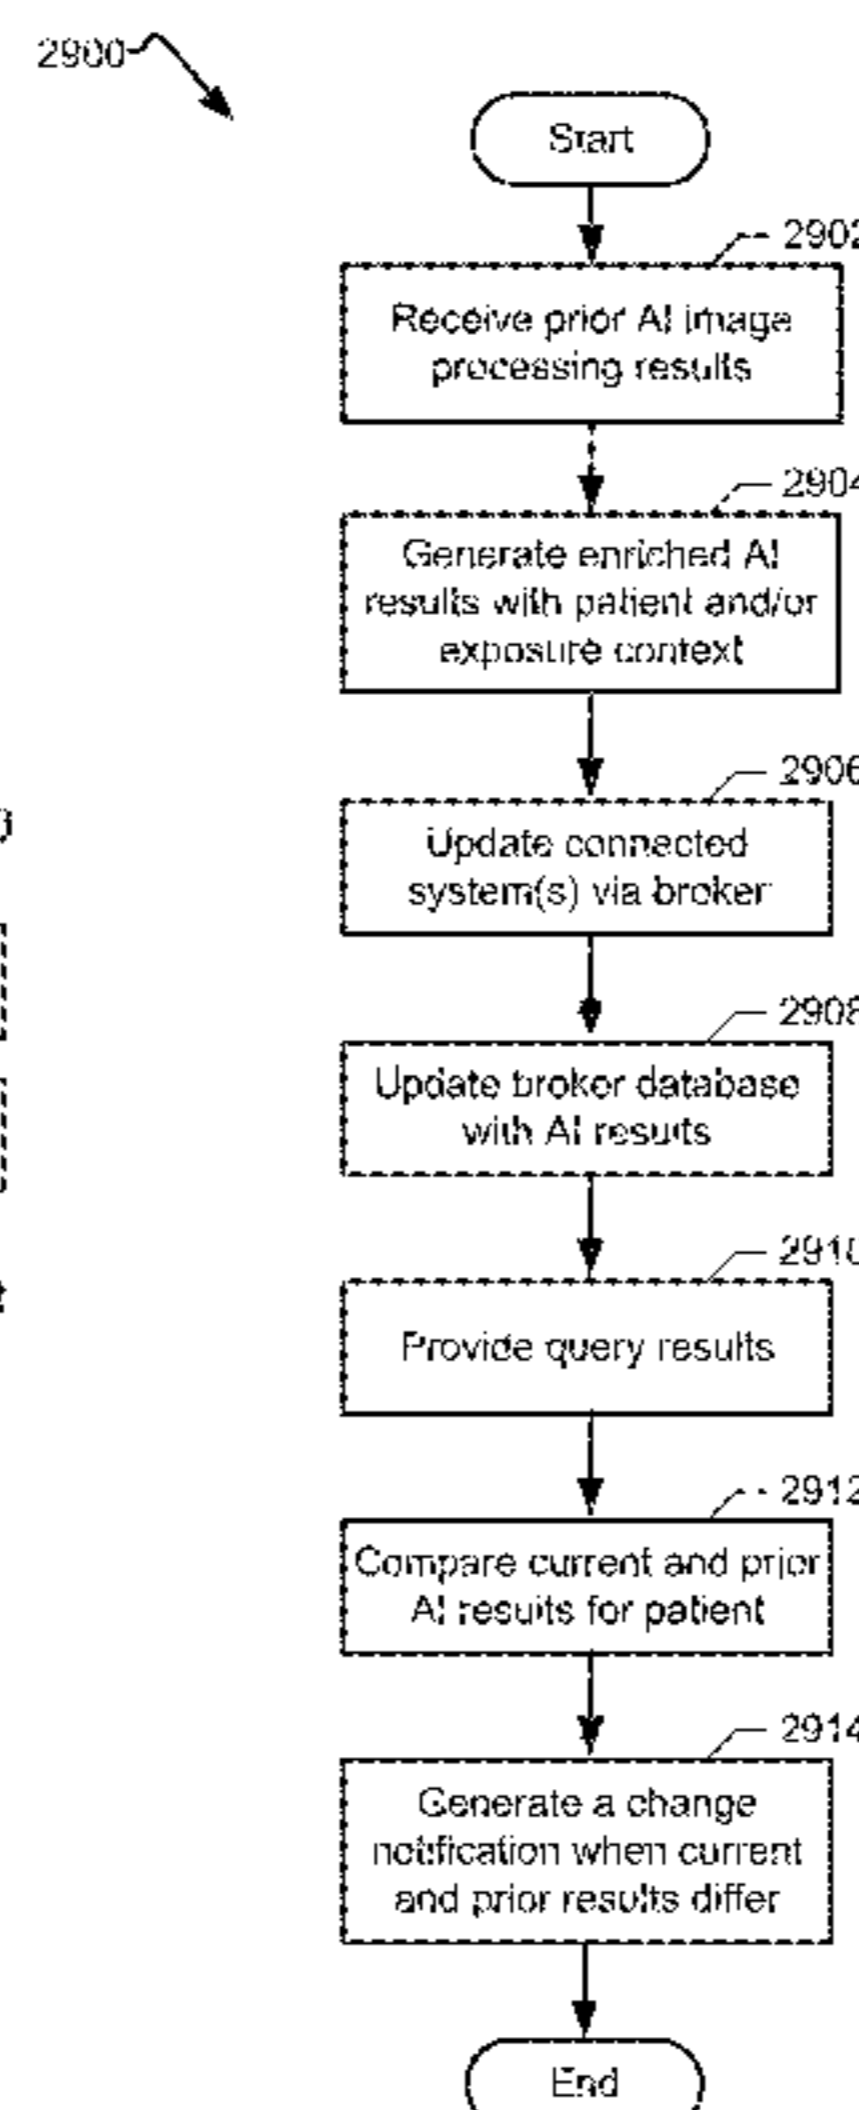 2900
Start
2902
Receive prior AI image
processing results
2904
Generate enriched AI
results with patient and/or
exposure context
2906
Update connected
system(s) via broker
2908
Update broker database
with AI results
2910
Provide query results
2912
Compare current and prior
AI results for patient
2914
Generate a change
notification when current
and prior results differ
End